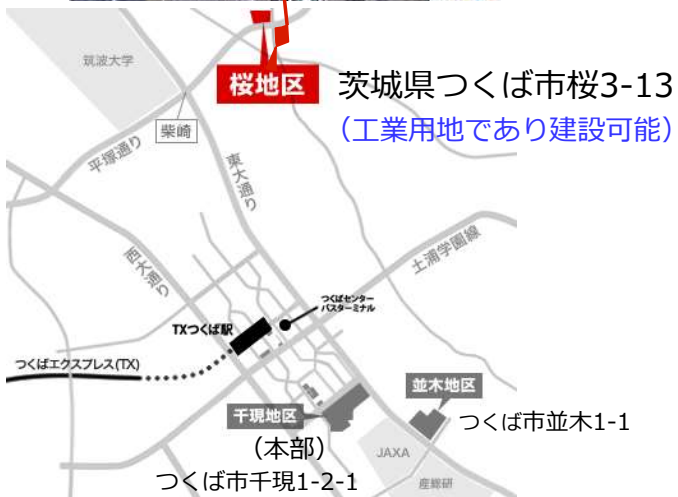 筑波大学
桜地区
茨城県つくば市桜3-13
（工業用地であり建設可能）
柴崎
平塚通り
東大通り
西大通り
土浦学園線
つくばセンター
バスターミナル
TXつくば駅
つくばエクスプレス(TX)
並木地区
つくば市並木1-1
千現地区
（本部）
つくば市千現1-2-1
JAXA
産総研